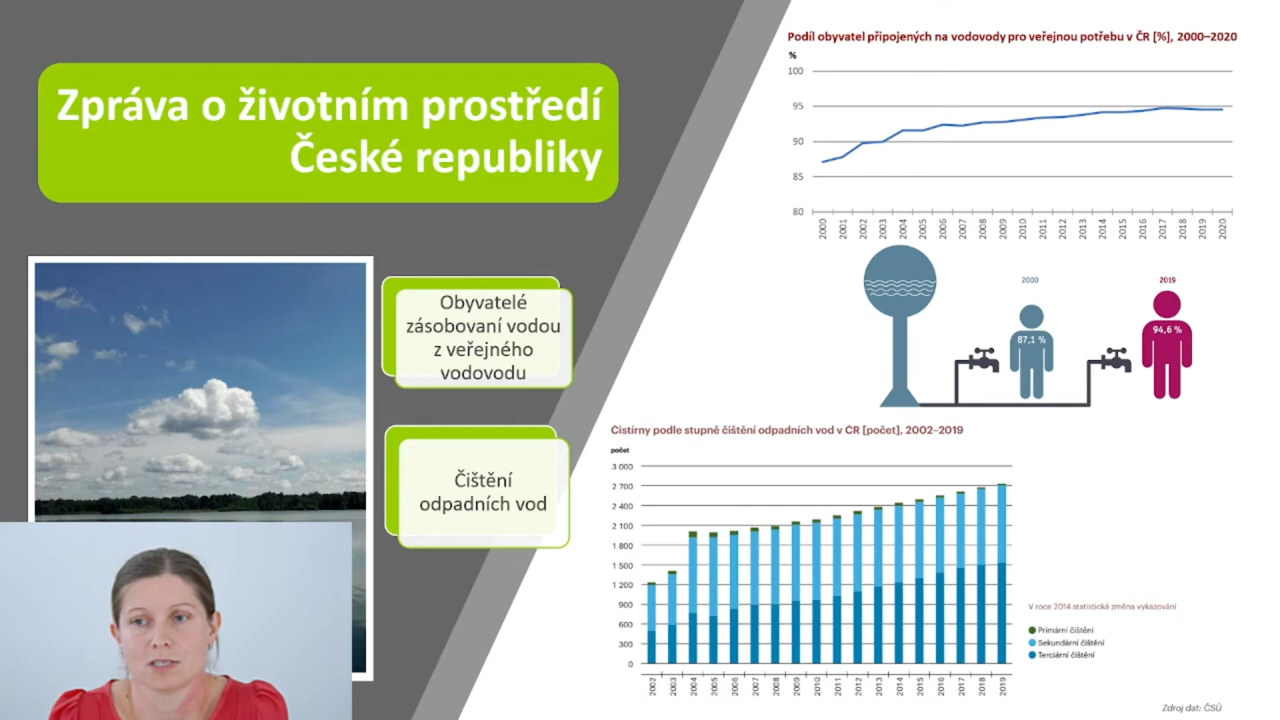 Zpráva o životním prostředí
České republiky
Obyvatelé
zásobovaní vodou
z veřejného
vodovodu
Čištění
odpadních vod
Podíl obyvatel připojených na vodovody pro veřejnou potřebu v ČR [%], 2000–2020
%
100
95
90
85
80
2000 2001 2002 2003 2004 2005 2006 2007 2008 2009 2010 2011 2012 2013 2014 2015 2016 2017 2018 2019 2020
2000
2019
87,1 %
94,6 %
Čistírny podle stupně čištění odpadních vod v ČR [počet], 2002–2019
počet
3 000
2 700
2 400
2 100
1 800
1 500
1 200
900
600
300
0
2002 2003 2004 2005 2006 2007 2008 2009 2010 2011 2012 2013 2014 2015 2016 2017 2018 2019
V roce 2014 statistická změna vykazování
Primární čištění
Sekundární čištění
Terciární čištění
Zdroj dat: ČSÚ